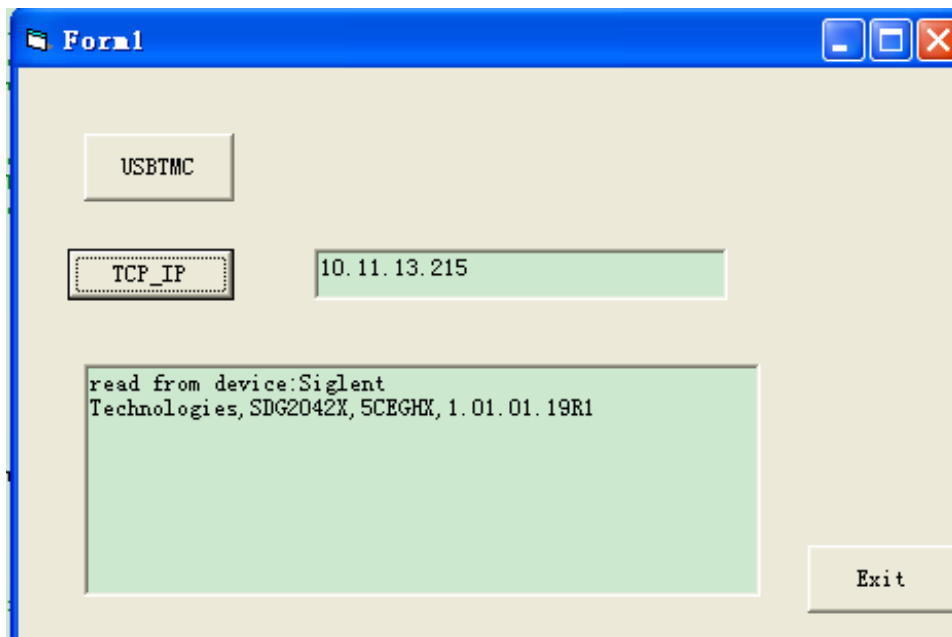 Form1
USBTMC
TCP_IP
10.11.13.215
read from device:Siglent
Technologies,SDG2042X,5CEGHX,1.01.01.19R1
Exit